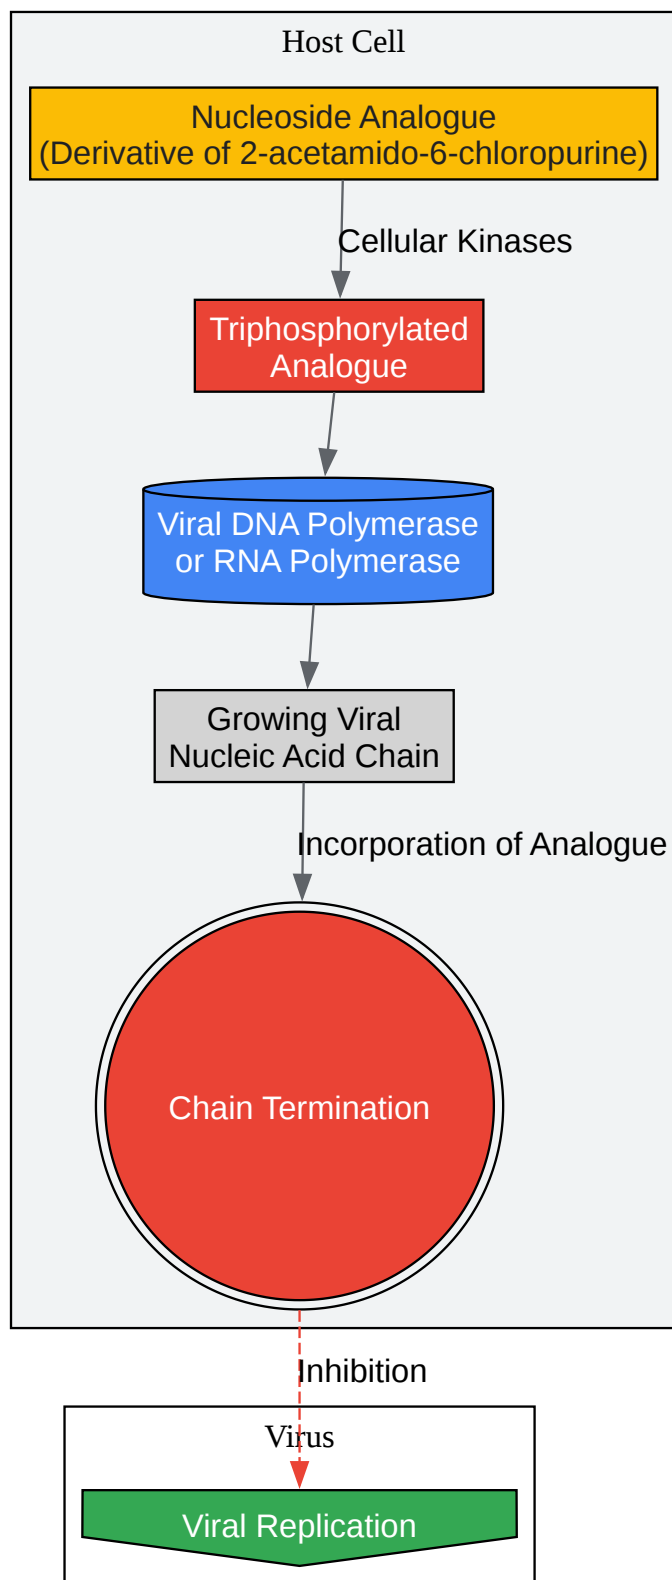 Host Cell
Nucleoside Analogue
(Derivative of 2-acetamido-6-chloropurine)
Cellular Kinases
Triphosphorylated
Analogue
Viral DNA Polymerase
or RNA Polymerase
Growing Viral
Nucleic Acid Chain
Incorporation of Analogue
Chain Termination
Inhibition
Virus
Viral Replication